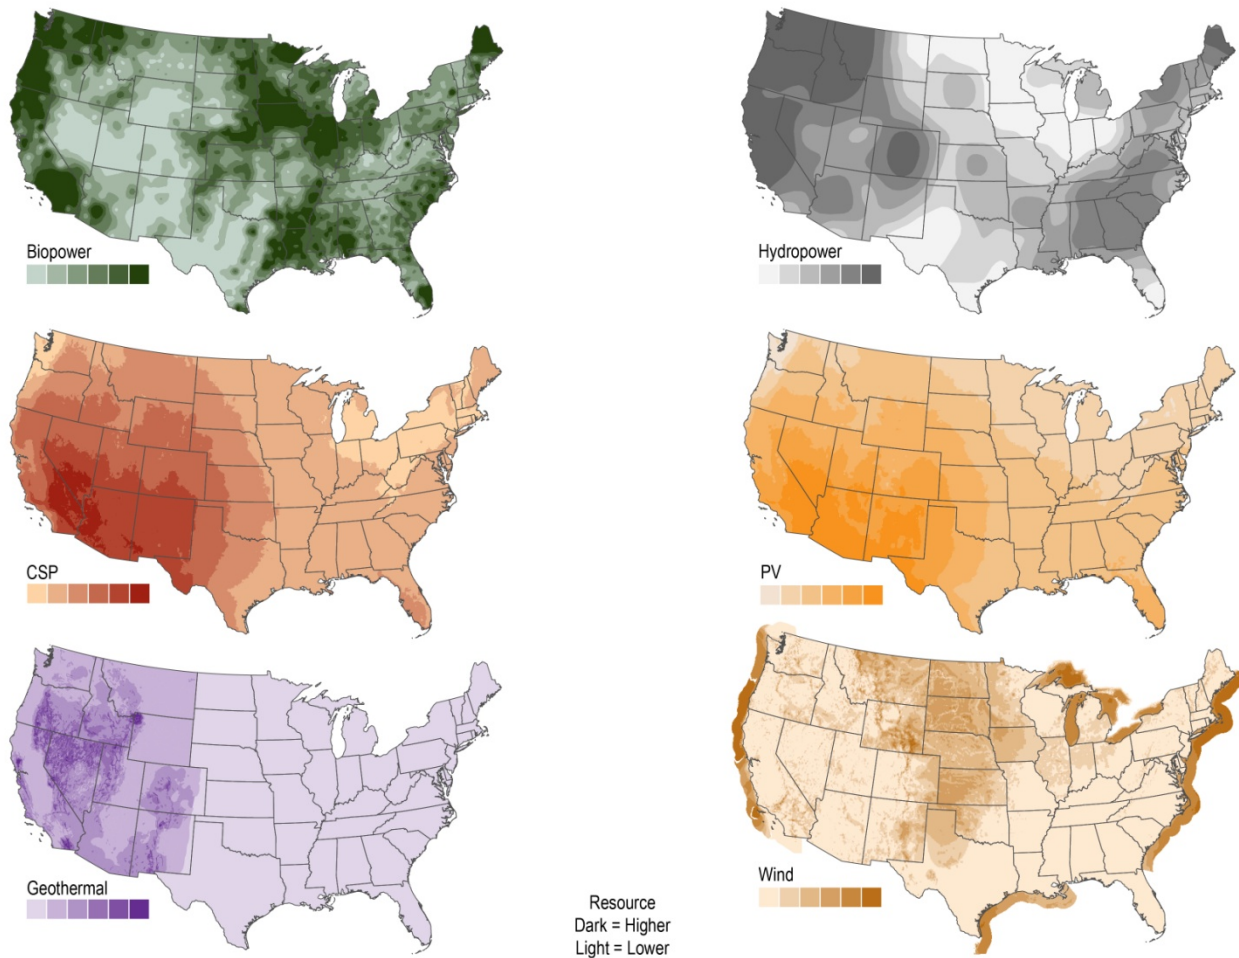 Biopower
Hydropower
CSP
PV
Geothermal
Wind
Resource
Dark = Higher
Light = Lower